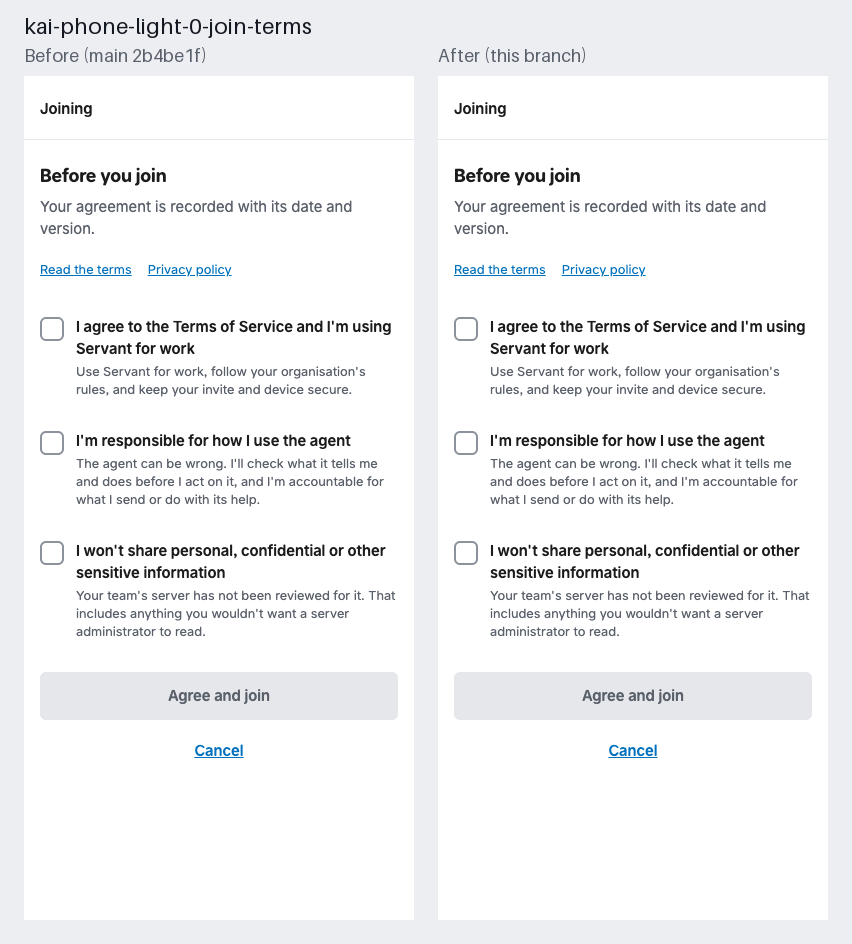 kai-phone-light-0-join-terms
Before (main 2b4be1f)
Joining
Before you join
Your agreement is recorded with its date and
version.
Read the terms Privacy policy
I agree to the Terms of Service and I'm using
Servant for work
Use Servant for work, follow your organisation's
rules, and keep your invite and device secure.
I'm responsible for how I use the agent
The agent can be wrong. I'll check what it tells me
and does before I act on it, and I'm accountable for
what I send or do with its help.
I won't share personal, confidential or other
sensitive information
Your team's server has not been reviewed for it. That
includes anything you wouldn't want a server
administrator to read.
Agree and join
Cancel
After (this branch)
Joining
Before you join
Your agreement is recorded with its date and
version.
Read the terms Privacy policy
I agree to the Terms of Service and I'm using
Servant for work
Use Servant for work, follow your organisation's
rules, and keep your invite and device secure.
I'm responsible for how I use the agent
The agent can be wrong. I'll check what it tells me
and does before I act on it, and I'm accountable for
what I send or do with its help.
I won't share personal, confidential or other
sensitive information
Your team's server has not been reviewed for it. That
includes anything you wouldn't want a server
administrator to read.
Agree and join
Cancel